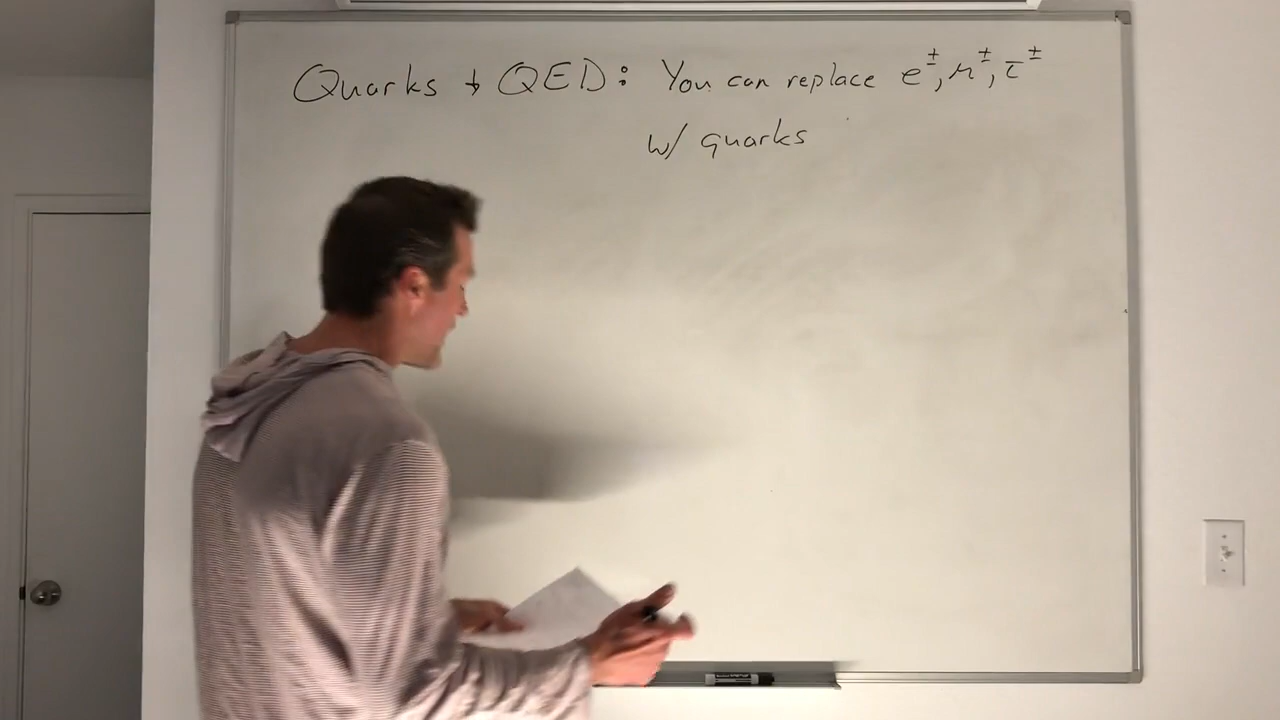 Quarks + QED: You can replace e^±, μ^±, τ^±
w/ quarks